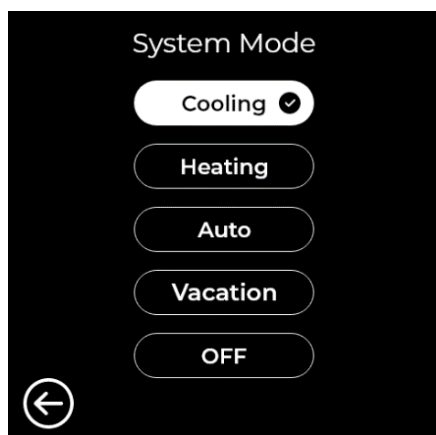 System Mode
Cooling
Heating
Auto
Vacation
OFF